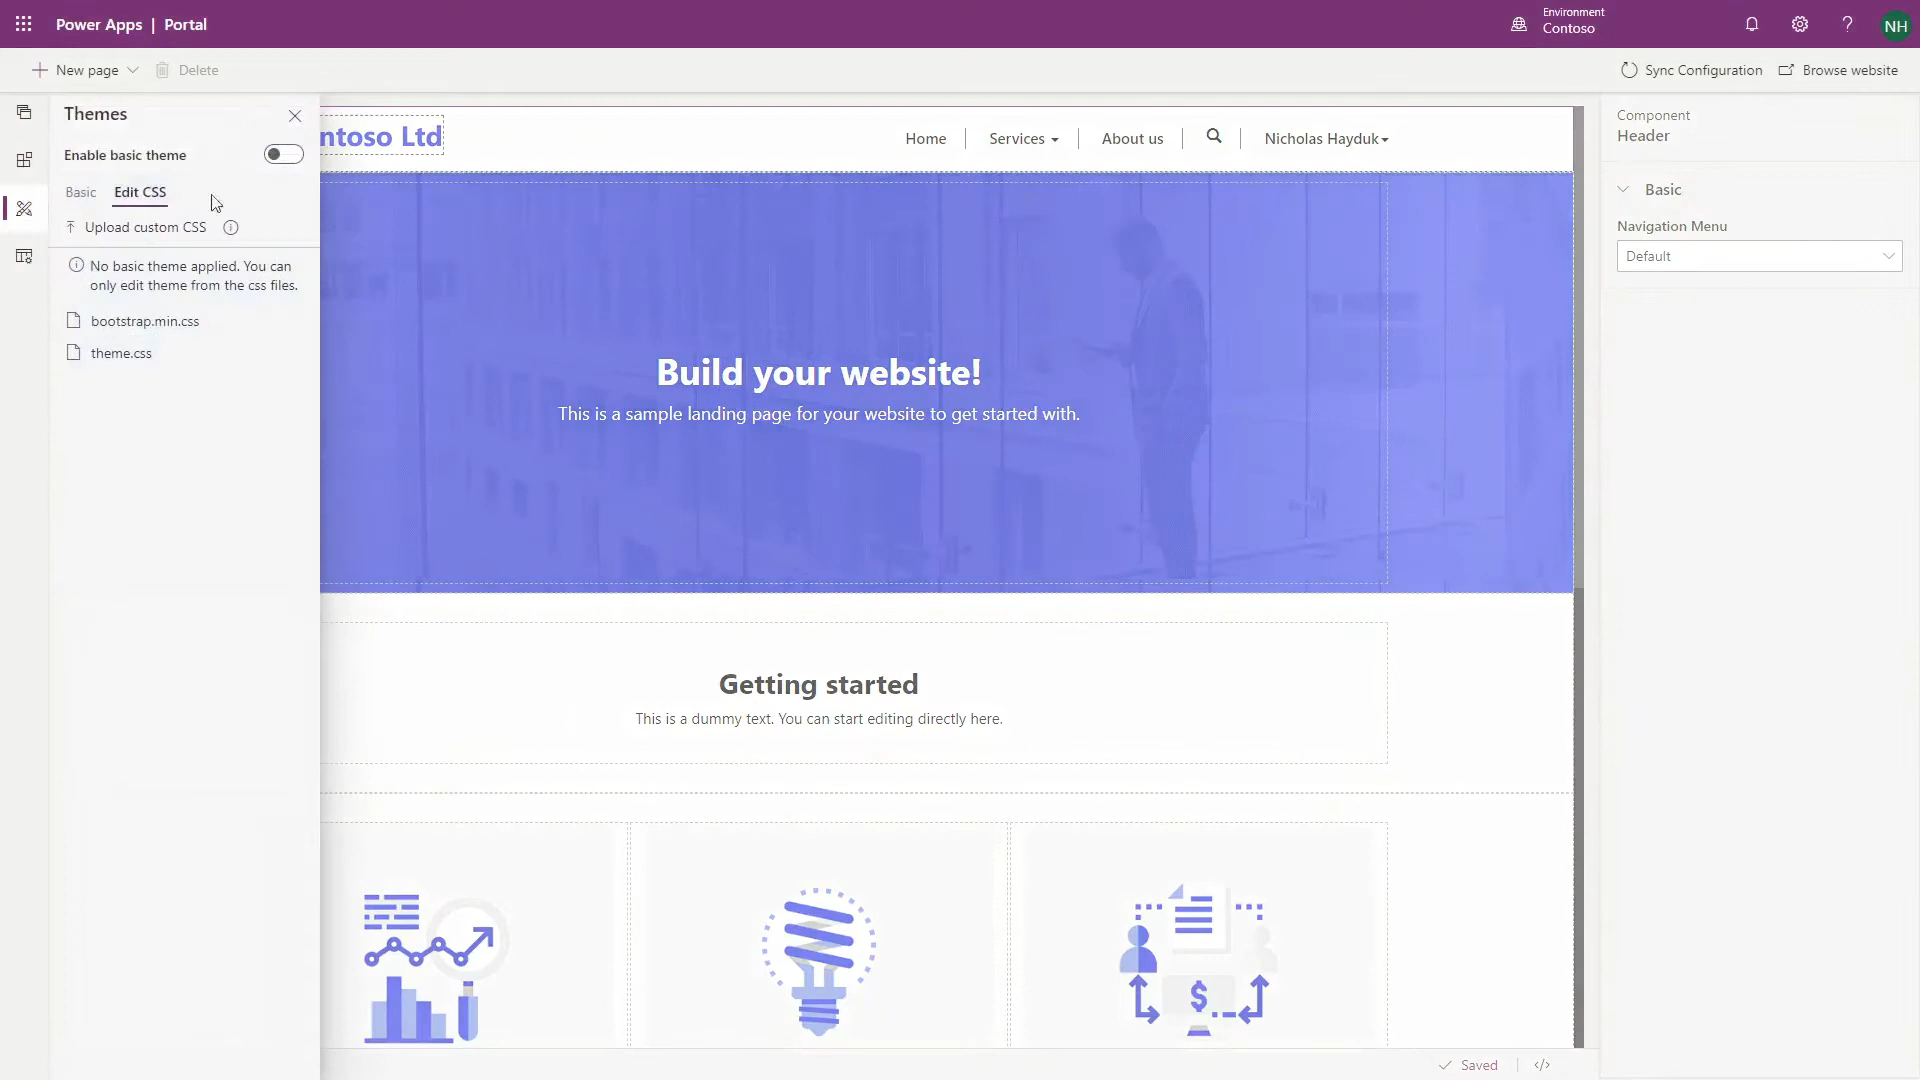 Power Apps | Portal
Environment
Contoso
NH
New page
Delete
Sync Configuration
Browse website
Themes
Enable basic theme
Basic
Edit CSS
Upload custom CSS
No basic theme applied. You can
only edit theme from the css files.
bootstrap.min.css
theme.css
ntoso Ltd
Home
Services
About us
Nicholas Hayduk
Build your website!
This is a sample landing page for your website to get started with.
Getting started
This is a dummy text. You can start editing directly here.
$
Saved
</>
Component
Header
Basic
Navigation Menu
Default